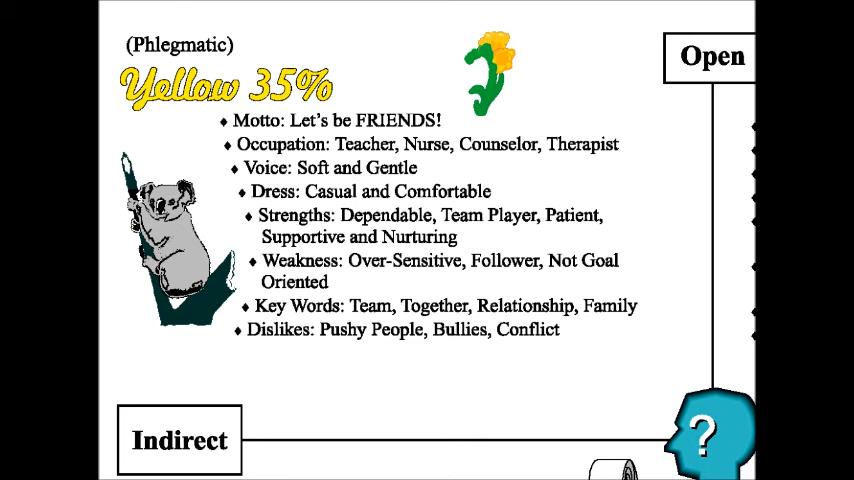 (Phlegmatic)
Yellow 35%
♦ Motto: Let's be FRIENDS!
♦ Occupation: Teacher, Nurse, Counselor, Therapist
♦ Voice: Soft and Gentle
♦ Dress: Casual and Comfortable
♦ Strengths: Dependable, Team Player, Patient,
Supportive and Nurturing
♦ Weakness: Over-Sensitive, Follower, Not Goal
Oriented
♦ Key Words: Team, Together, Relationship, Family
♦ Dislikes: Pushy People, Bullies, Conflict
Open
Indirect
?